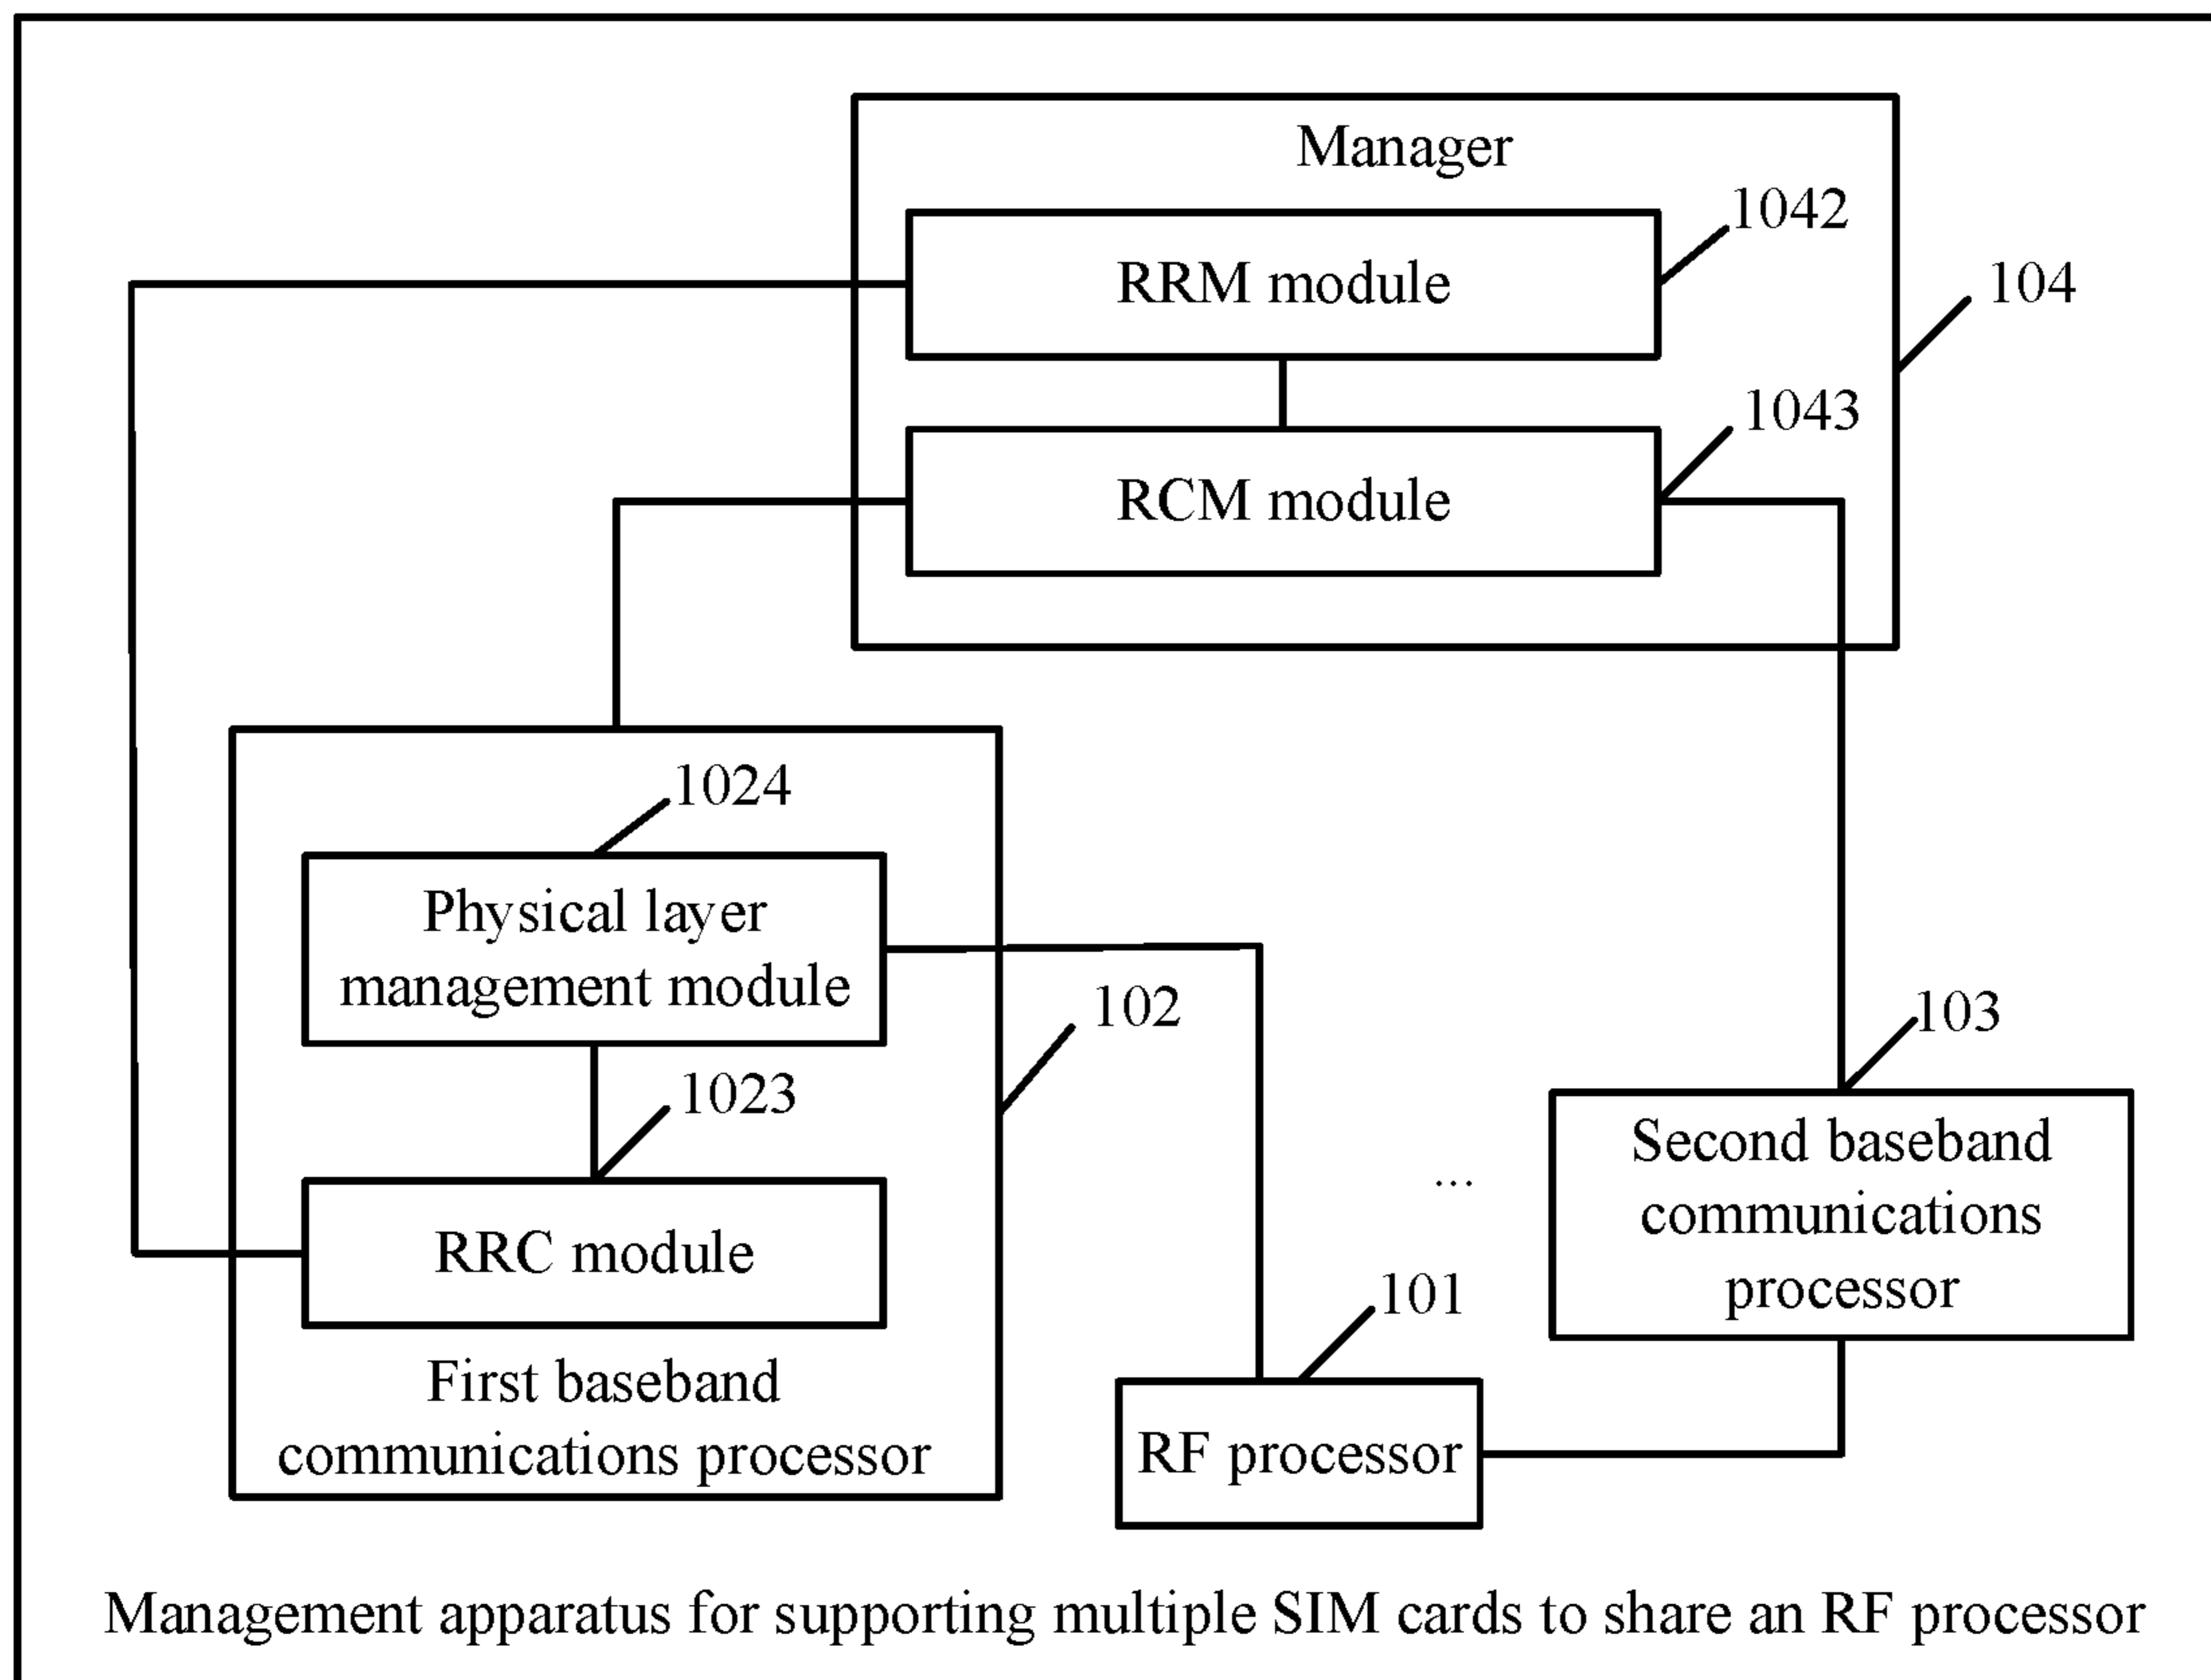 Manager
1042
RRM module
104
1043
RCM module
1024
Physical layer
management module
102
103
1023
Second baseband
communications
processor
...
RRC module
101
First baseband
communications processor
RF processor
Management apparatus for supporting multiple SIM cards to share an RF processor